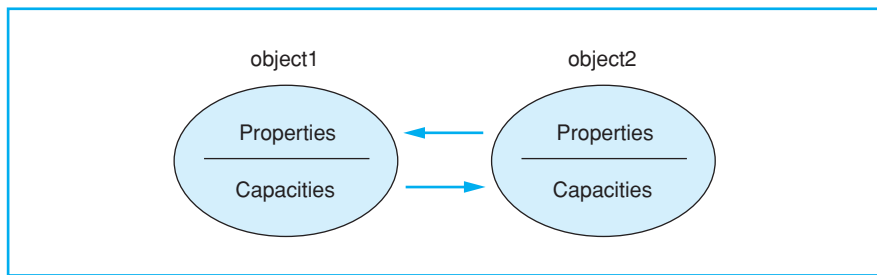 object1
object2
Properties
Properties
Capacities
Capacities